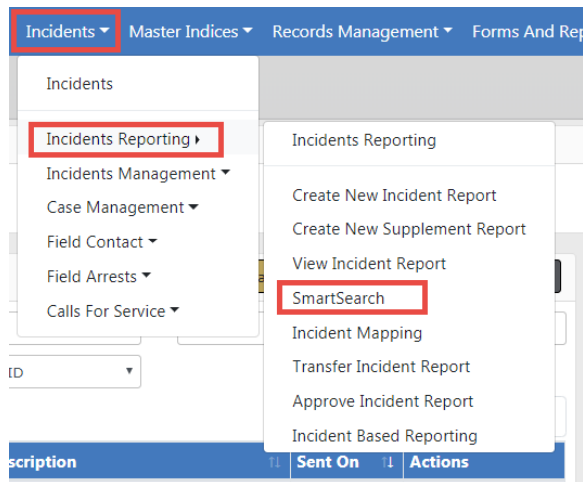 Incidents Master Indices Records Management Forms And Rep
Incidents
Incidents Reporting
Incidents Management
Case Management
Field Contact
Field Arrests
Calls For Service
Incidents Reporting
Create New Incident Report
Create New Supplement Report
View Incident Report
SmartSearch
Incident Mapping
Transfer Incident Report
Approve Incident Report
Incident Based Reporting
ID
scription Sent On Actions